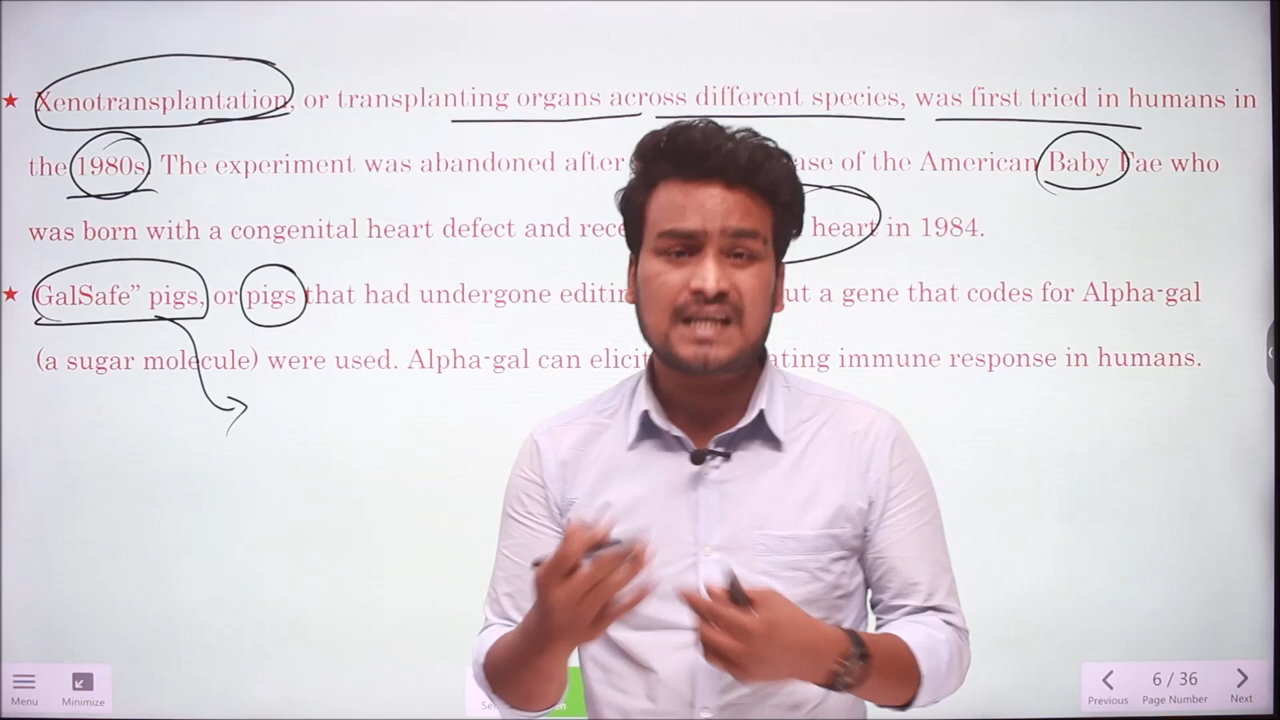 ★ Xenotransplantation, or transplanting organs across different species, was first tried in humans in
the 1980s. The experiment was abandoned after ase of the American Baby Fae who
was born with a congenital heart defect and rece heart in 1984.
★ GalSafe” pigs, or pigs that had undergone editin ut a gene that codes for Alpha-gal
(a sugar molecule) were used. Alpha-gal can elicit ating immune response in humans.
Menu
Minimize
Previous
6 / 36
Page Number
Next